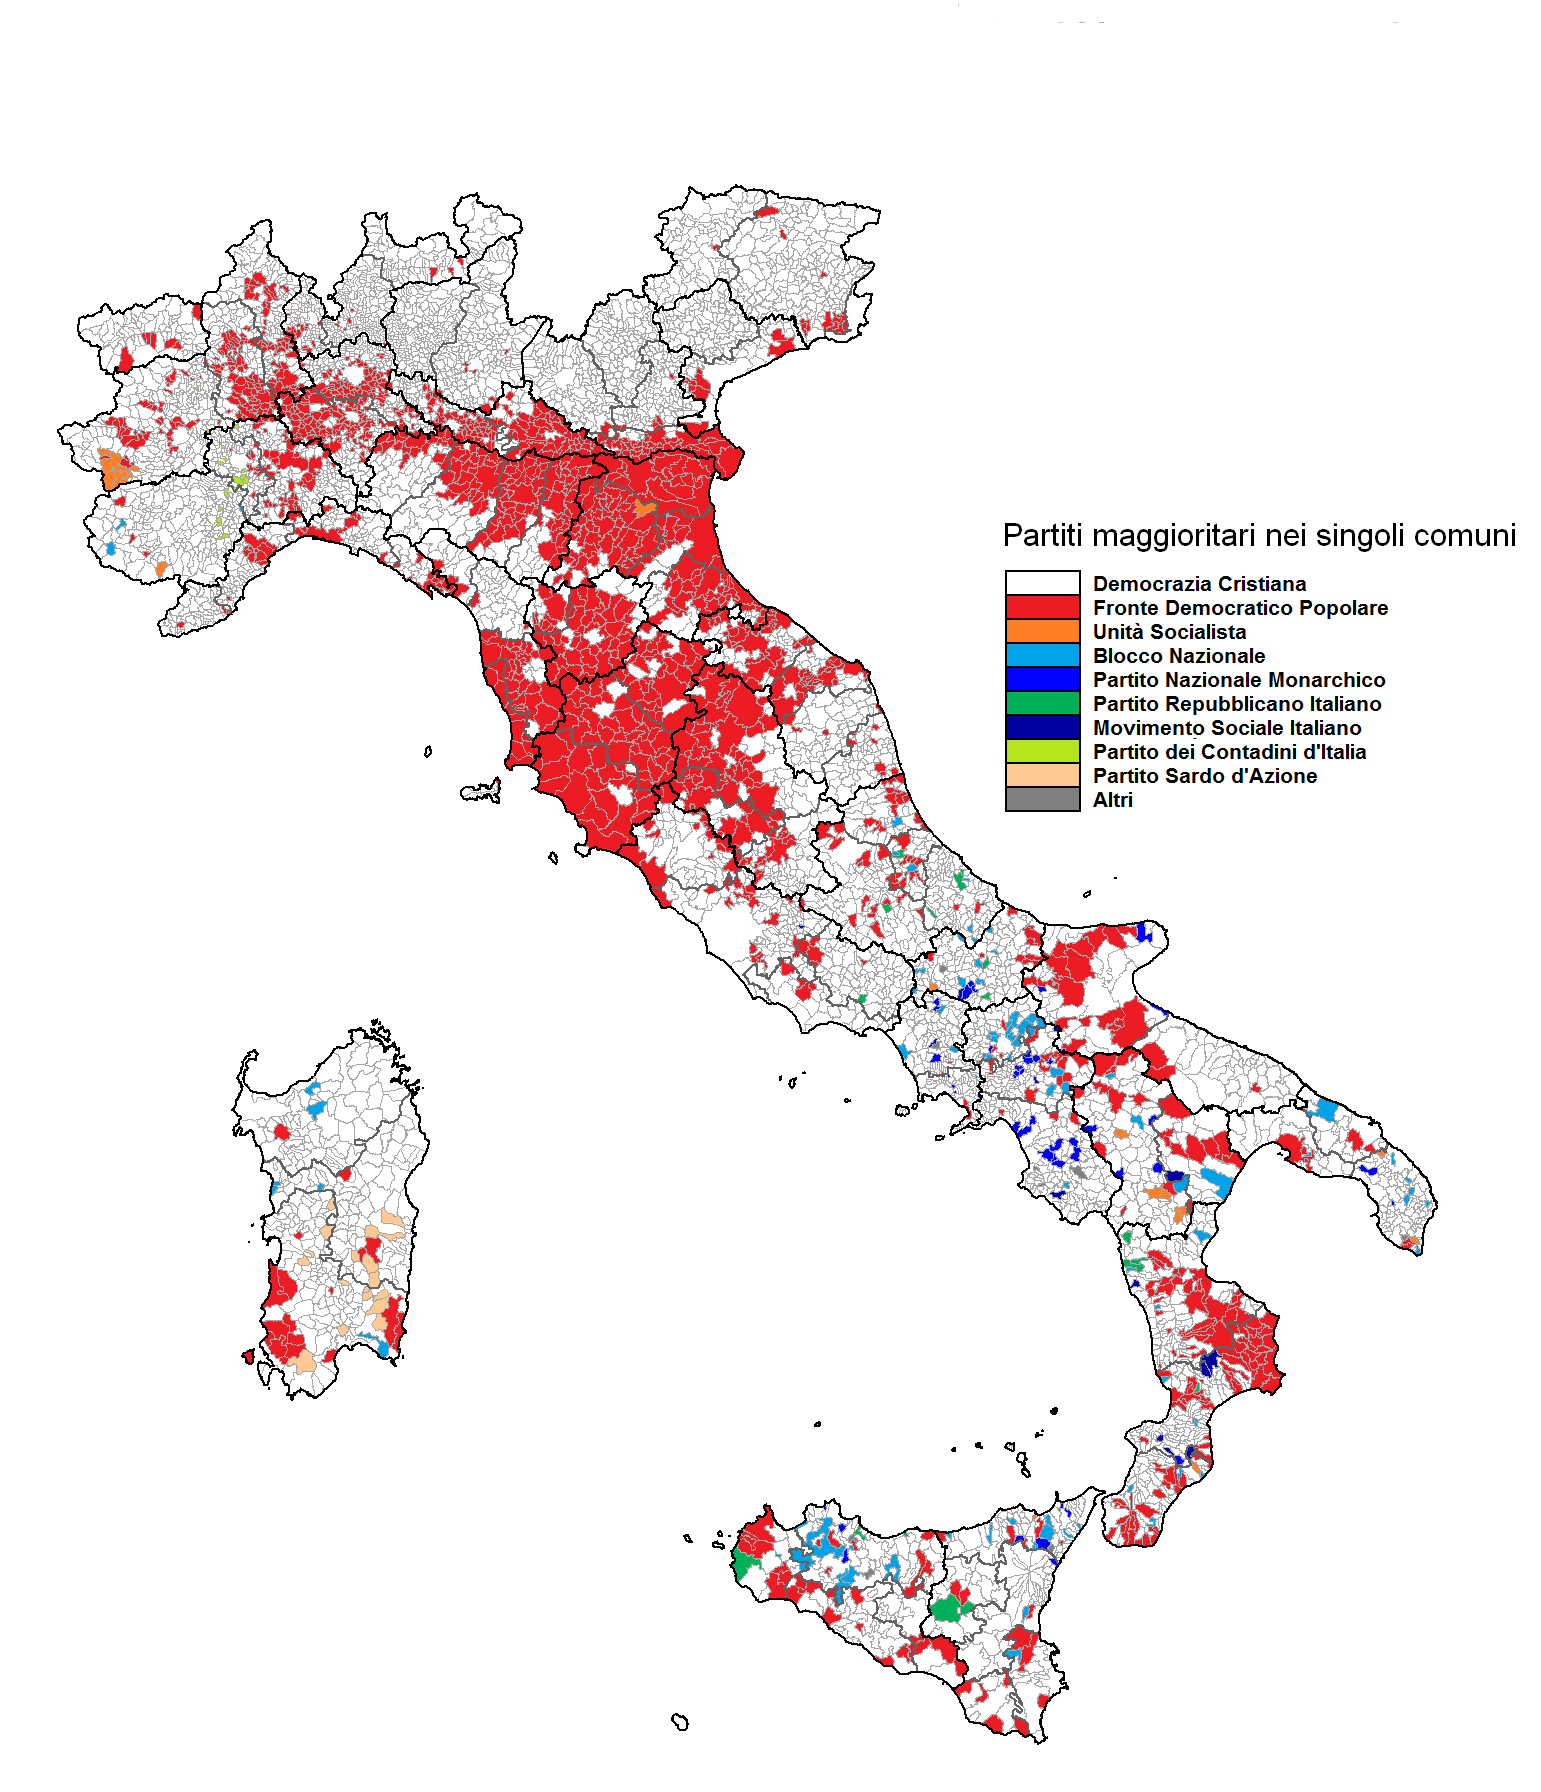 Partiti maggioritari nei singoli comuni
Democrazia Cristiana
Fronte Democratico Popolare
Unità Socialista
Blocco Nazionale
Partito Nazionale Monarchico
Partito Repubblicano Italiano
Movimento Sociale Italiano
Partito dei Contadini d'Italia
Partito Sardo d'Azione
Altri